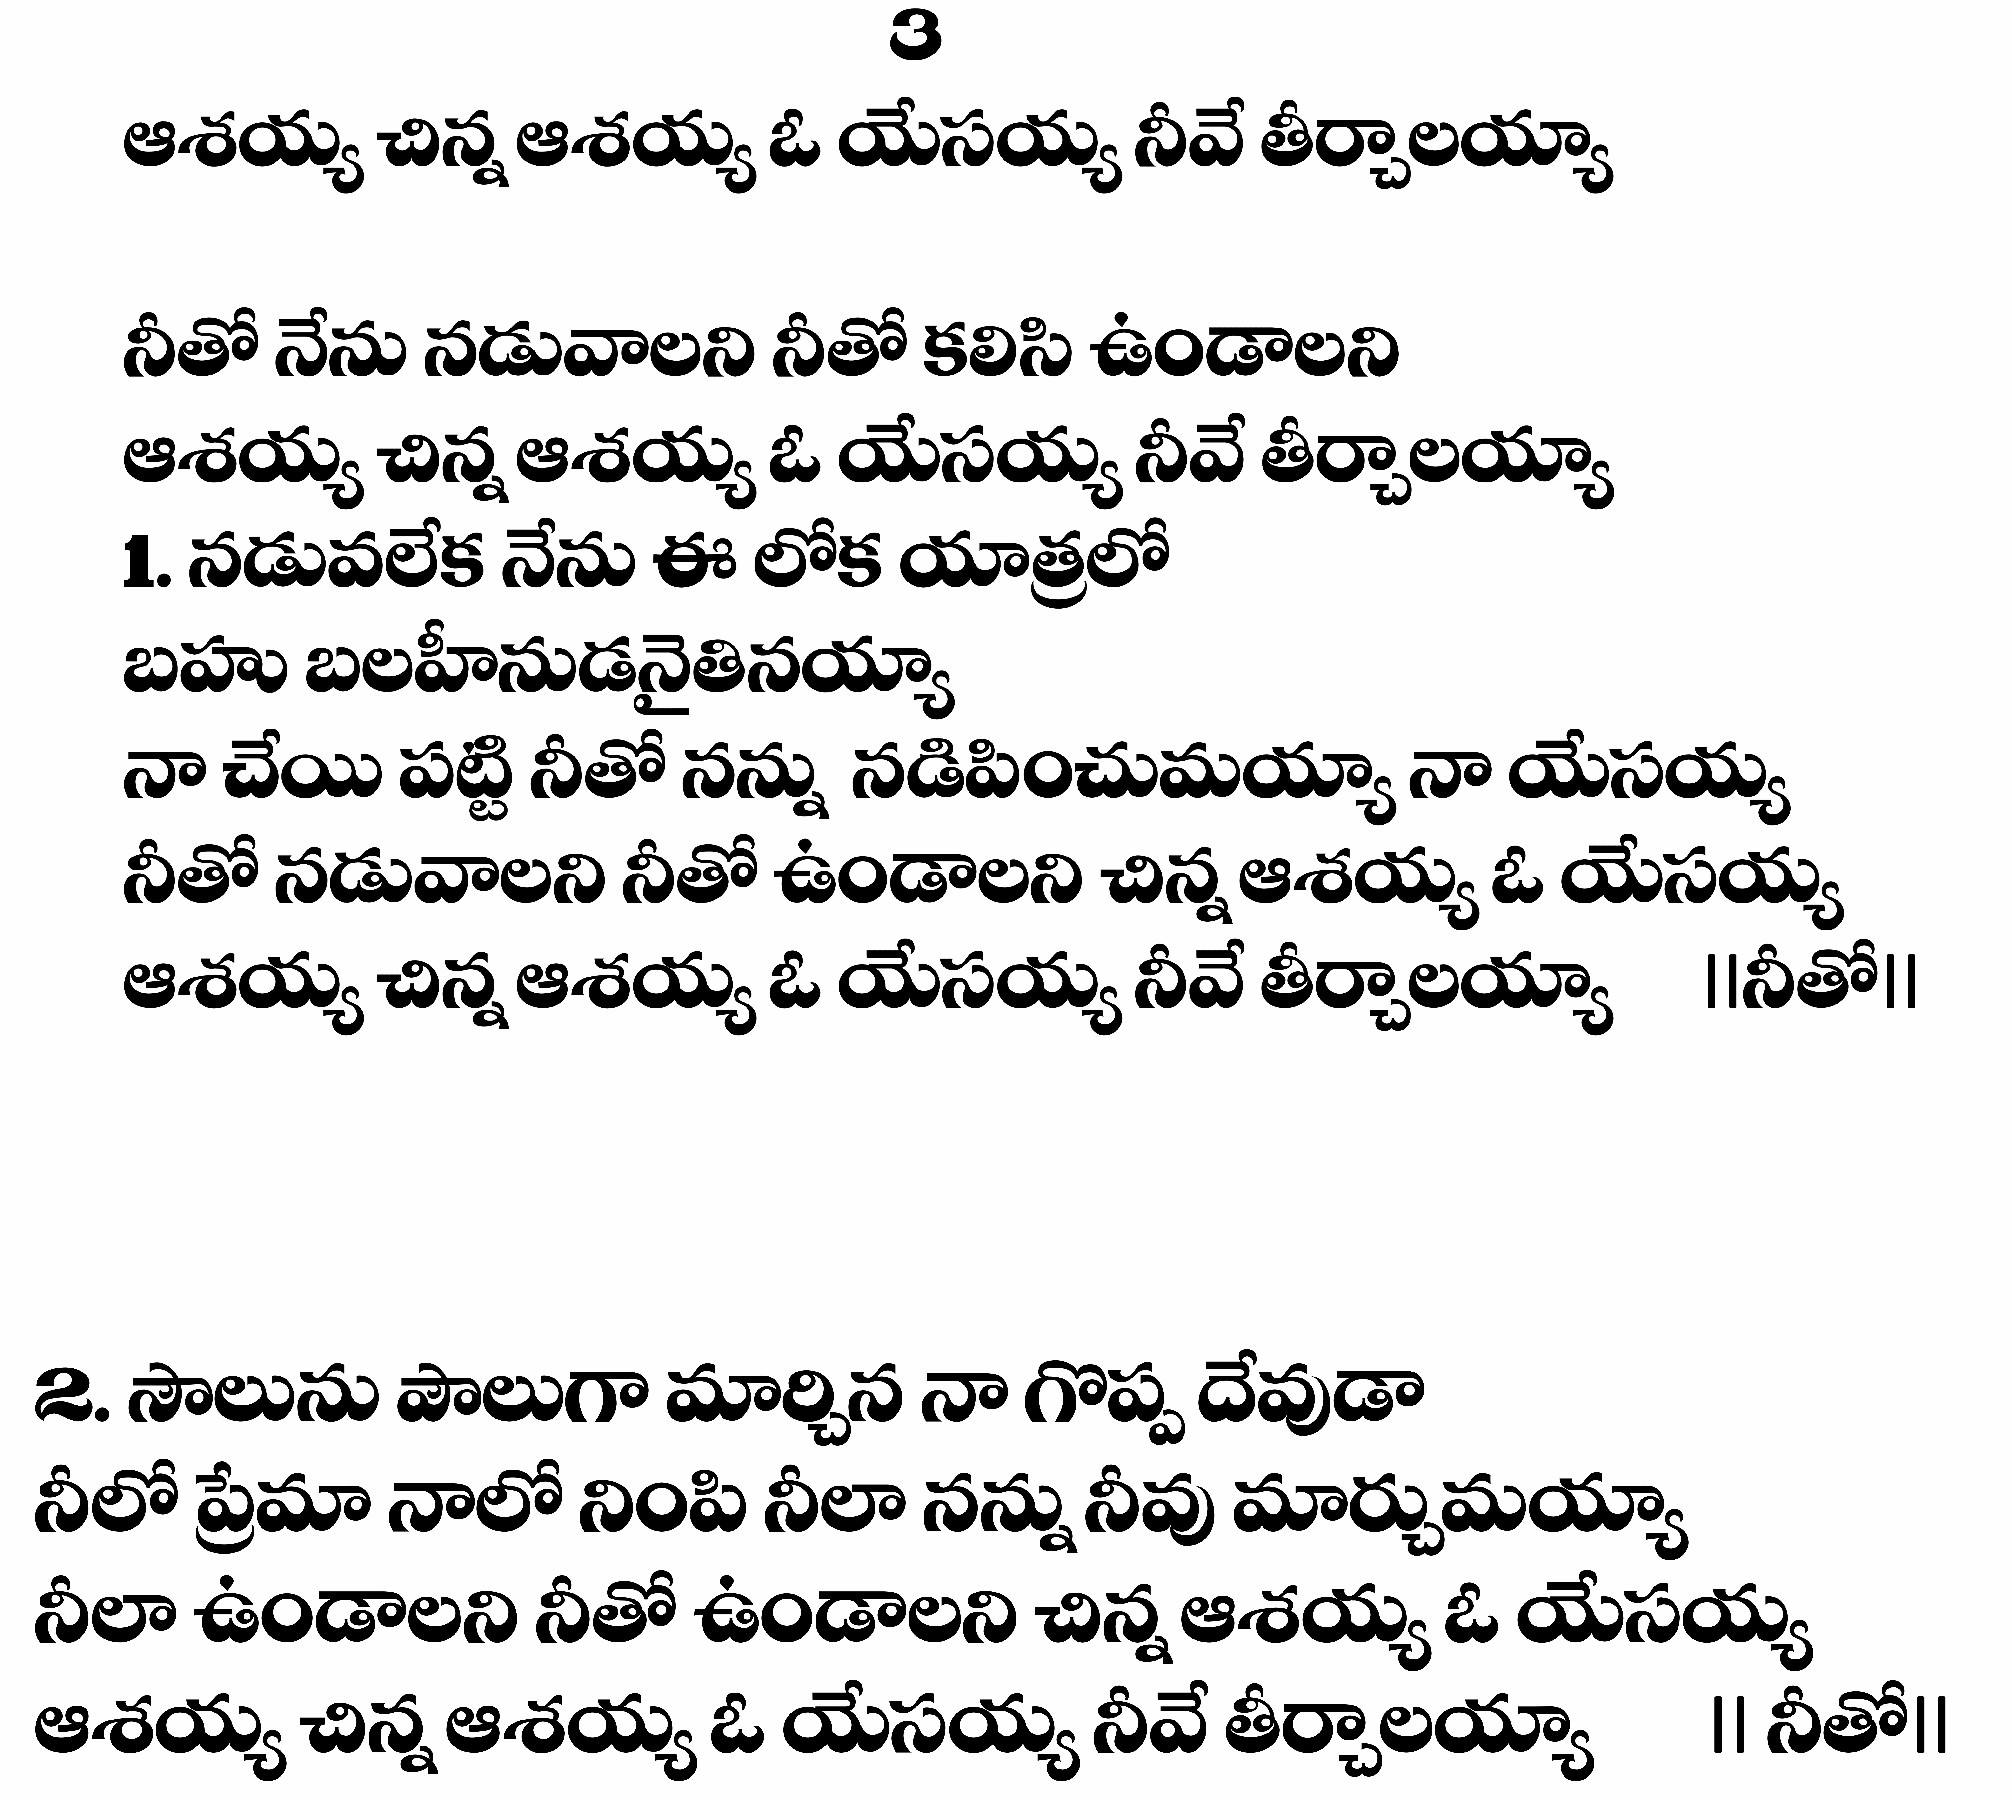 3
ఆశయ్య చిన్న ఆశయ్య ఓ యేసయ్య నీవే తీర్చాలయ్యా
నీతో నేను నడువాలని నీతో కలిసి ఉండాలని
ఆశయ్య చిన్న ఆశయ్య ఓ యేసయ్య నీవే తీర్చాలయ్యా
1. నడువలేక నేను ఈ లోక యాత్రలో
బహు బలహీనుడనైతినయ్యా
నా చేయి పట్టి నీతో నన్ను నడిపించుమయ్యా నా యేసయ్య
నీతో నడువాలని నీతో ఉండాలని చిన్న ఆశయ్య ఓ యేసయ్య
ఆశయ్య చిన్న ఆశయ్య ఓ యేసయ్య నీవే తీర్చాలయ్యా ||నీతో||
2. సౌలును పౌలుగా మార్చిన నా గొప్ప దేవుడా
నీలో ప్రేమా నాలో నింపి నీలా నన్ను నీవు మార్చుమయ్యా
నీలా ఉండాలని నీతో ఉండాలని చిన్న ఆశయ్య ఓ యేసయ్య
ఆశయ్య చిన్న ఆశయ్య ఓ యేసయ్య నీవే తీర్చాలయ్యా || నీతో||